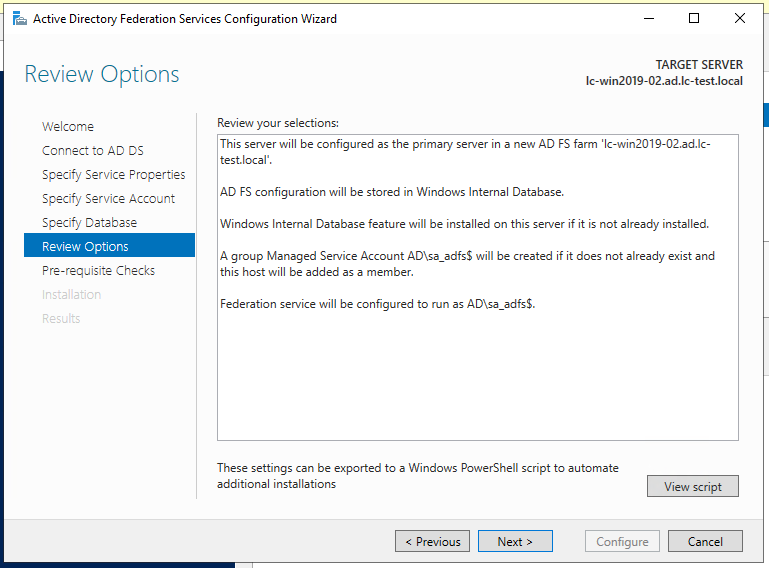 Active Directory Federation Services Configuration Wizard
Review Options
TARGET SERVER
lc-win2019-02.ad.lc-test.local
Welcome
Connect to AD DS
Specify Service Properties
Specify Service Account
Specify Database
Review Options
Pre-requisite Checks
Installation
Results
Review your selections:
This server will be configured as the primary server in a new AD FS farm 'lc-win2019-02.ad.lc-
test.local'.
AD FS configuration will be stored in Windows Internal Database.
Windows Internal Database feature will be installed on this server if it is not already installed.
A group Managed Service Account AD\sa_adfs$ will be created if it does not already exist and
this host will be added as a member.
Federation service will be configured to run as AD\sa_adfs$.
These settings can be exported to a Windows PowerShell script to automate
additional installations
View script
< Previous
Next >
Configure
Cancel